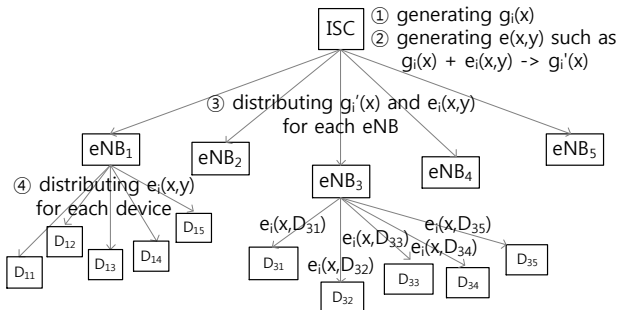 ISC
① generating gᵢ(x)
② generating e(x,y) such as
gᵢ(x) + eᵢ(x,y) -> gᵢ'(x)
③ distributing gᵢ′(x) and eᵢ(x,y)
for each eNB
eNB₁
eNB₂
eNB₃
eNB₄
eNB₅
④ distributing eᵢ(x,y)
for each device
D₁₁
D₁₂
D₁₃
D₁₄
D₁₅
eᵢ(x,D₃₁)
eᵢ(x,D₃₂)
eᵢ(x,D₃₃)
eᵢ(x,D₃₄)
eᵢ(x,D₃₅)
D₃₁
D₃₂
D₃₃
D₃₄
D₃₅